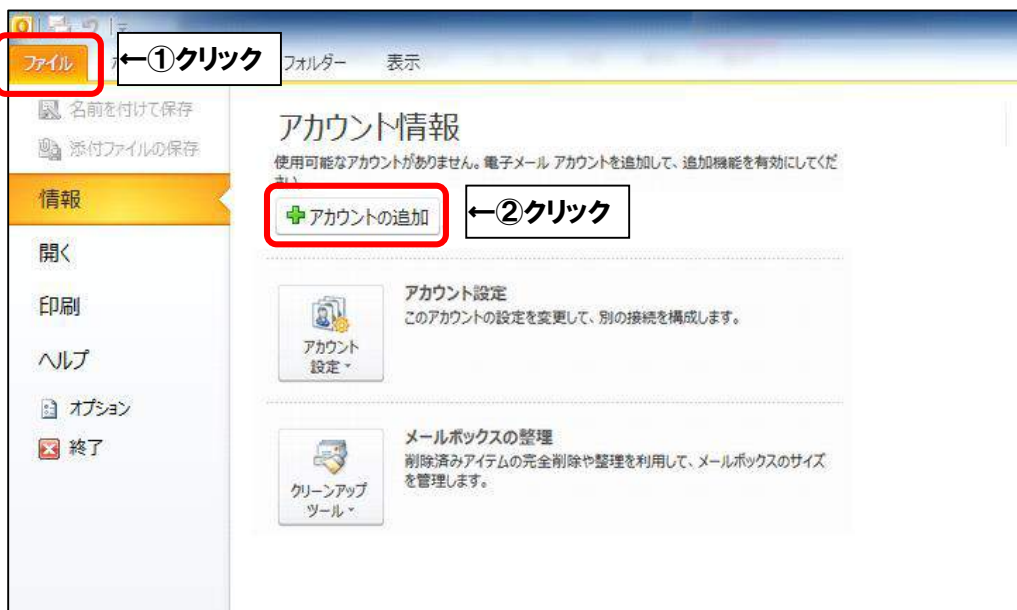 ファイル
←①クリック
フォルダー 表示
名前を付けて保存
添付ファイルの保存
情報
開く
印刷
ヘルプ
オプション
終了
アカウント情報
使用可能なアカウントがありません。電子メール アカウントを追加して、追加機能を有効にしてくだ
さい
アカウントの追加
←②クリック
アカウント
設定
アカウント設定
このアカウントの設定を変更して、別の接続を構成します。
クリーンアップ
ツール
メールボックスの整理
削除済みアイテムの完全削除や整理を利用して、メールボックスのサイズ
を管理します。